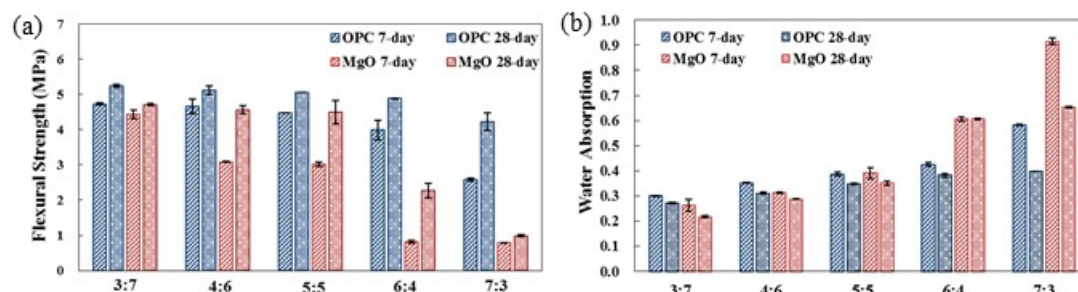 (a)
7
6
5
4
3
2
1
0
Flexural Strength (MPa)
OPC 7-day OPC 28-day
MgO 7-day MgO 28-day
3:7 4:6 5:5 6:4 7:3
(b)
1.0
0.9
0.8
0.7
0.6
0.5
0.4
0.3
0.2
0.1
0.0
Water Absorption
OPC 7-day OPC 28-day
MgO 7-day MgO 28-day
3:7 4:6 5:5 6:4 7:3